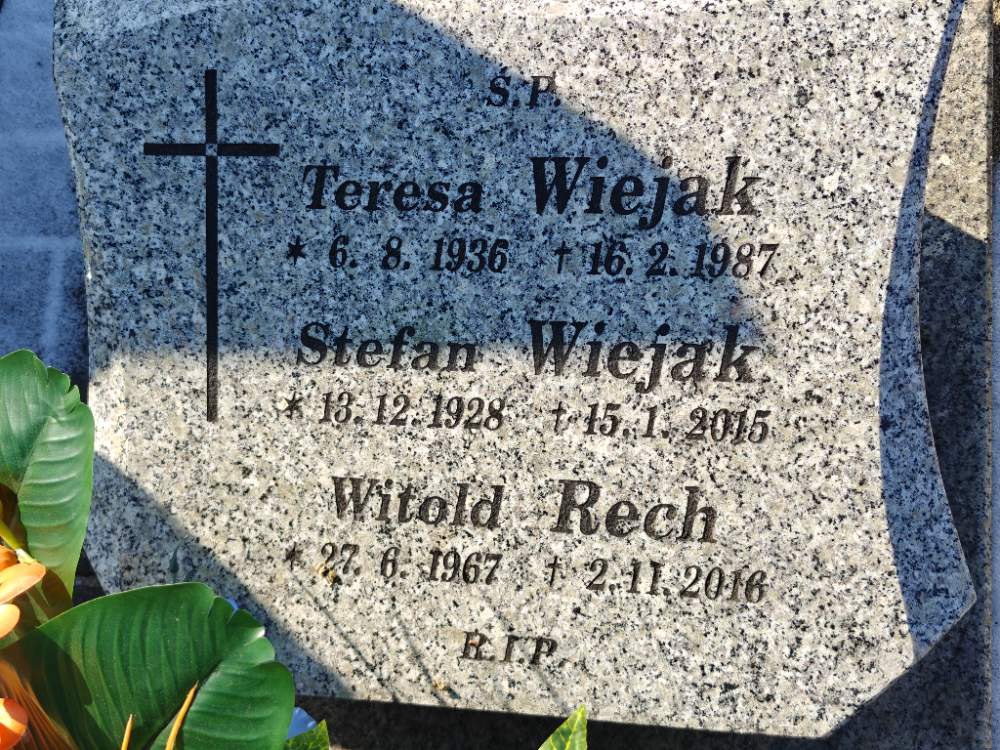 Ś.P.
Teresa Wiejak
* 6. 8. 1936 † 16. 2. 1987
Stefan Wiejak
* 13. 12. 1928 † 15. 1. 2015
Witold Rech
* 27. 6. 1967 † 2. 11. 2016
R.I.P.